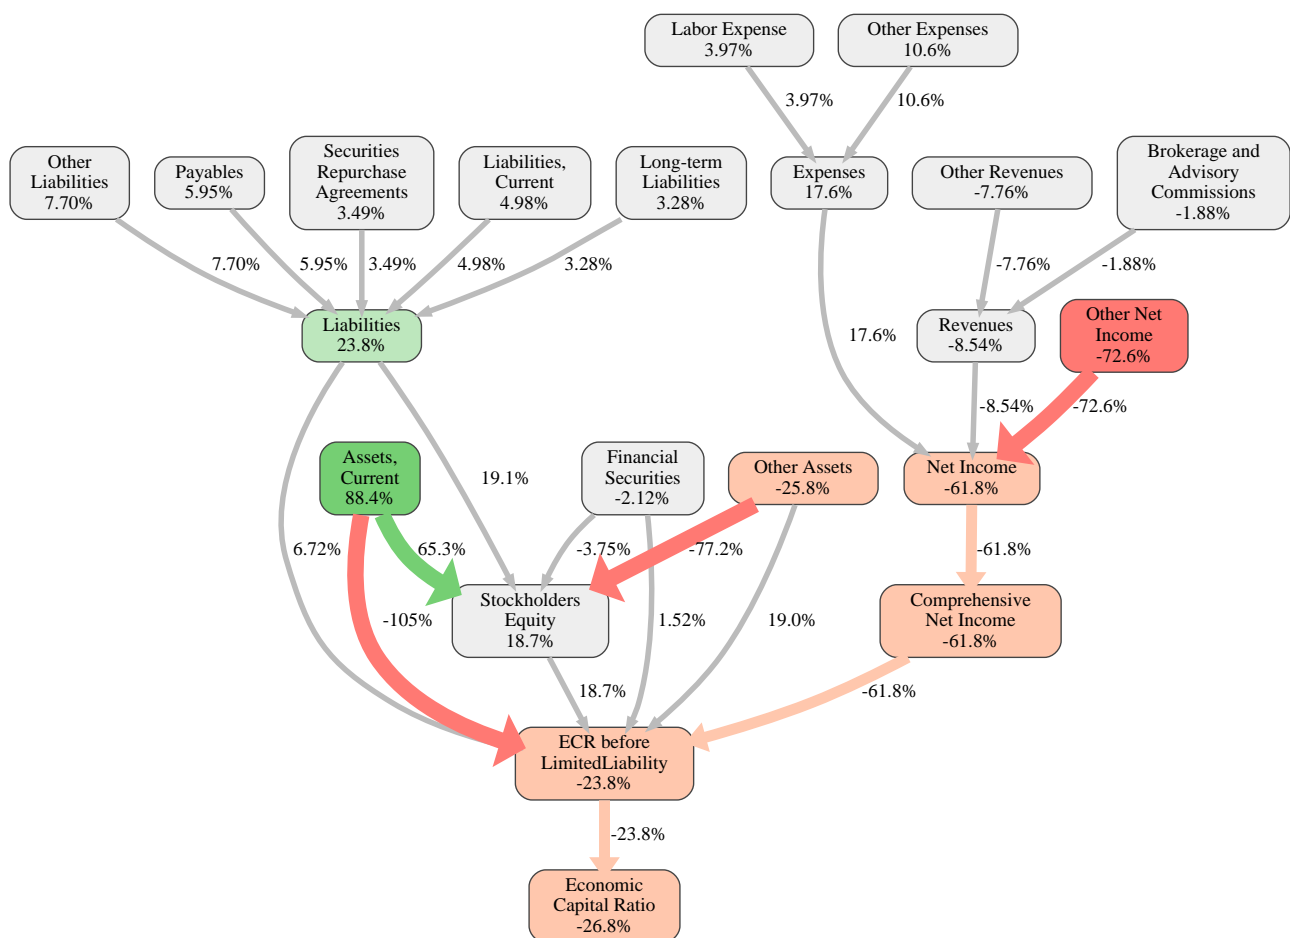 Labor Expense
3.97%
Other Expenses
10.6%
3.97%
10.6%
Other
Liabilities
7.70%
Payables
5.95%
Securities
Repurchase
Agreements
3.49%
Liabilities,
Current
4.98%
Long-term
Liabilities
3.28%
Expenses
17.6%
Other Revenues
-7.76%
Brokerage and
Advisory
Commissions
-1.88%
7.70%
5.95%
3.49%
4.98%
3.28%
-7.76%
-1.88%
Liabilities
23.8%
17.6%
Revenues
-8.54%
Other Net
Income
-72.6%
-8.54%
-72.6%
Assets,
Current
88.4%
19.1%
Financial
Securities
-2.12%
Other Assets
-25.8%
Net Income
-61.8%
6.72%
65.3%
-3.75%
-77.2%
-61.8%
-105%
Stockholders
Equity
18.7%
1.52%
19.0%
Comprehensive
Net Income
-61.8%
18.7%
-61.8%
ECR before
LimitedLiability
-23.8%
-23.8%
Economic
Capital Ratio
-26.8%